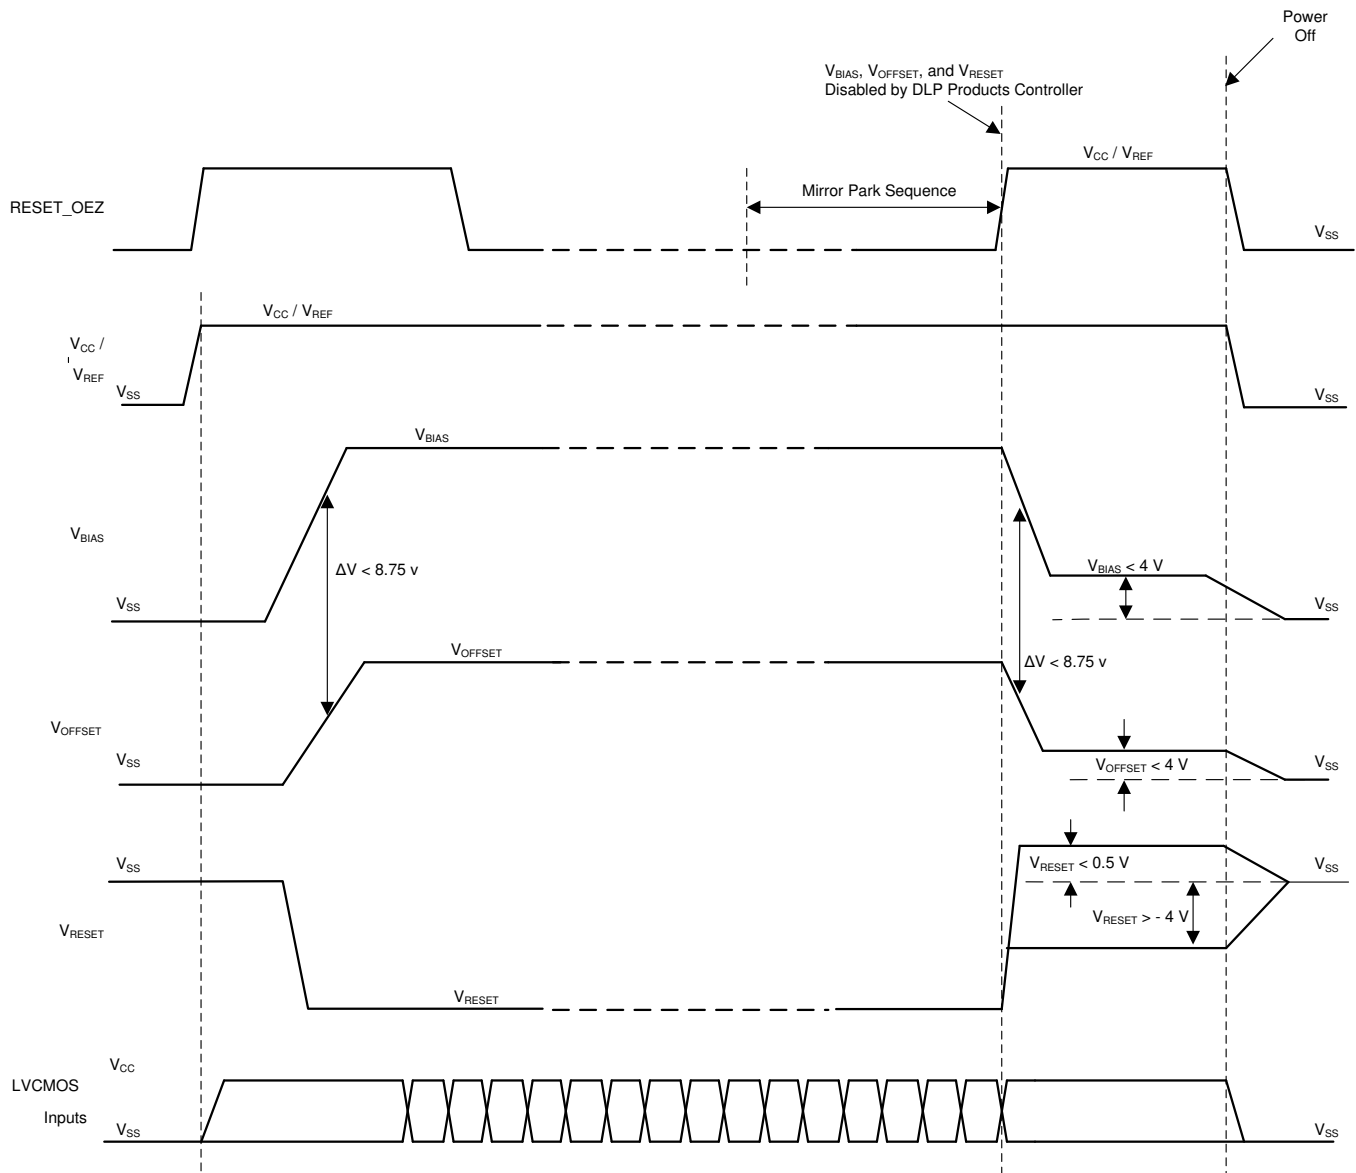 Power
Off
VBIAS, VOFFSET, and VRESET
Disabled by DLP Products Controller
VCC / VREF
Mirror Park Sequence
RESET_OEZ
VSS
VCC / VREF
VCC /
VREF
VSS
VSS
VBIAS
VBIAS
ΔV < 8.75 v
VBIAS < 4 V
VSS
VSS
VOFFSET
ΔV < 8.75 v
VOFFSET
VSS
VOFFSET < 4 V
VSS
VSS
VRESET < 0.5 V
VSS
VRESET
VRESET > - 4 V
VRESET
VCC
LVCMOS
Inputs
VSS
VSS